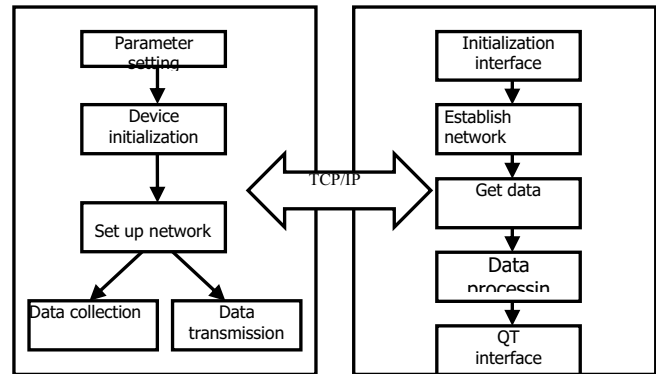 Parameter
setting
Device
initialization
Set up network
Data collection
Data
transmission
TCP/IP
Initialization
interface
Establish
network
Get data
Data
processin
QT
interface